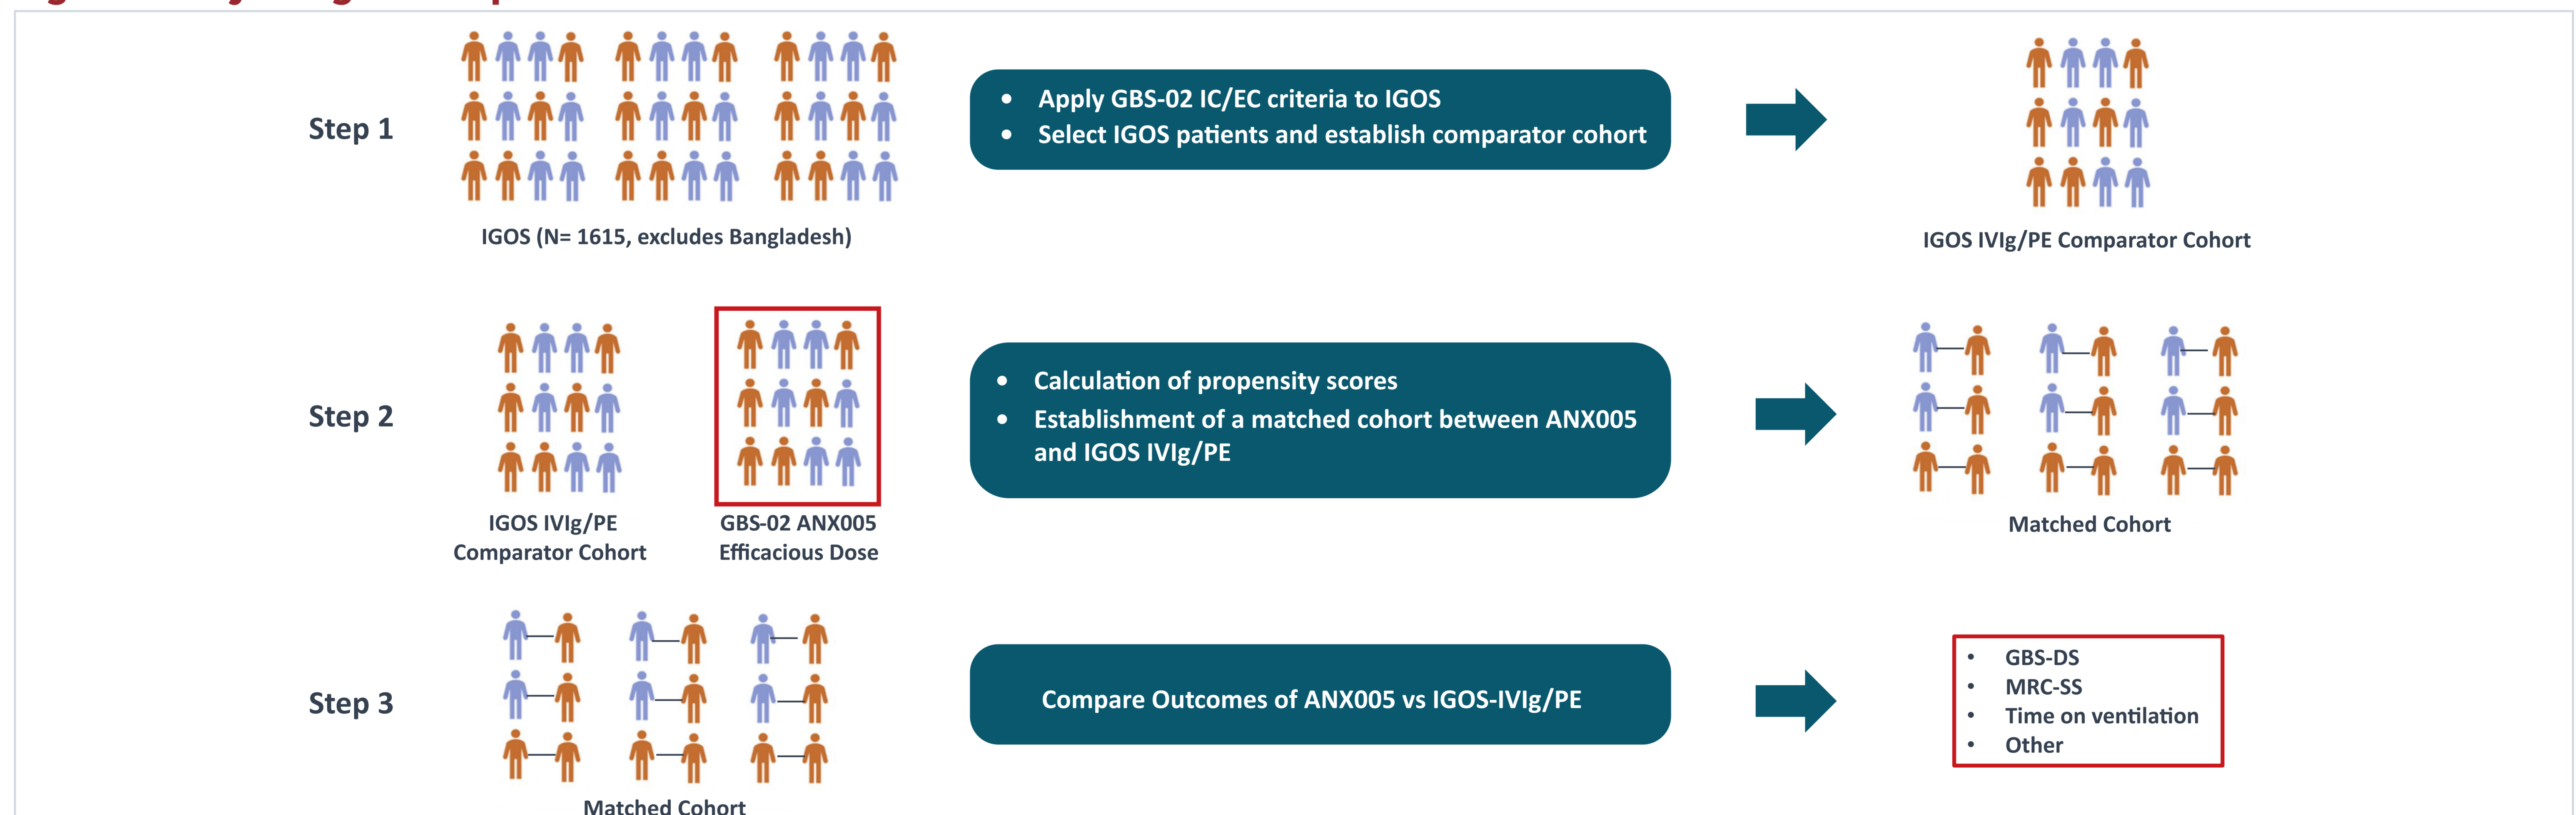 Step 1
• Apply GBS-02 IC/EC criteria to IGOS
• Select IGOS patients and establish comparator cohort
IGOS (N= 1615, excludes Bangladesh)
IGOS IVIg/PE Comparator Cohort
Step 2
• Calculation of propensity scores
• Establishment of a matched cohort between ANX005
and IGOS IVIg/PE
IGOS IVIg/PE
Comparator Cohort
GBS-02 ANX005
Efficacious Dose
Matched Cohort
Step 3
Compare Outcomes of ANX005 vs IGOS-IVIg/PE
• GBS-DS
• MRC-SS
• Time on ventilation
• Other
Matched Cohort